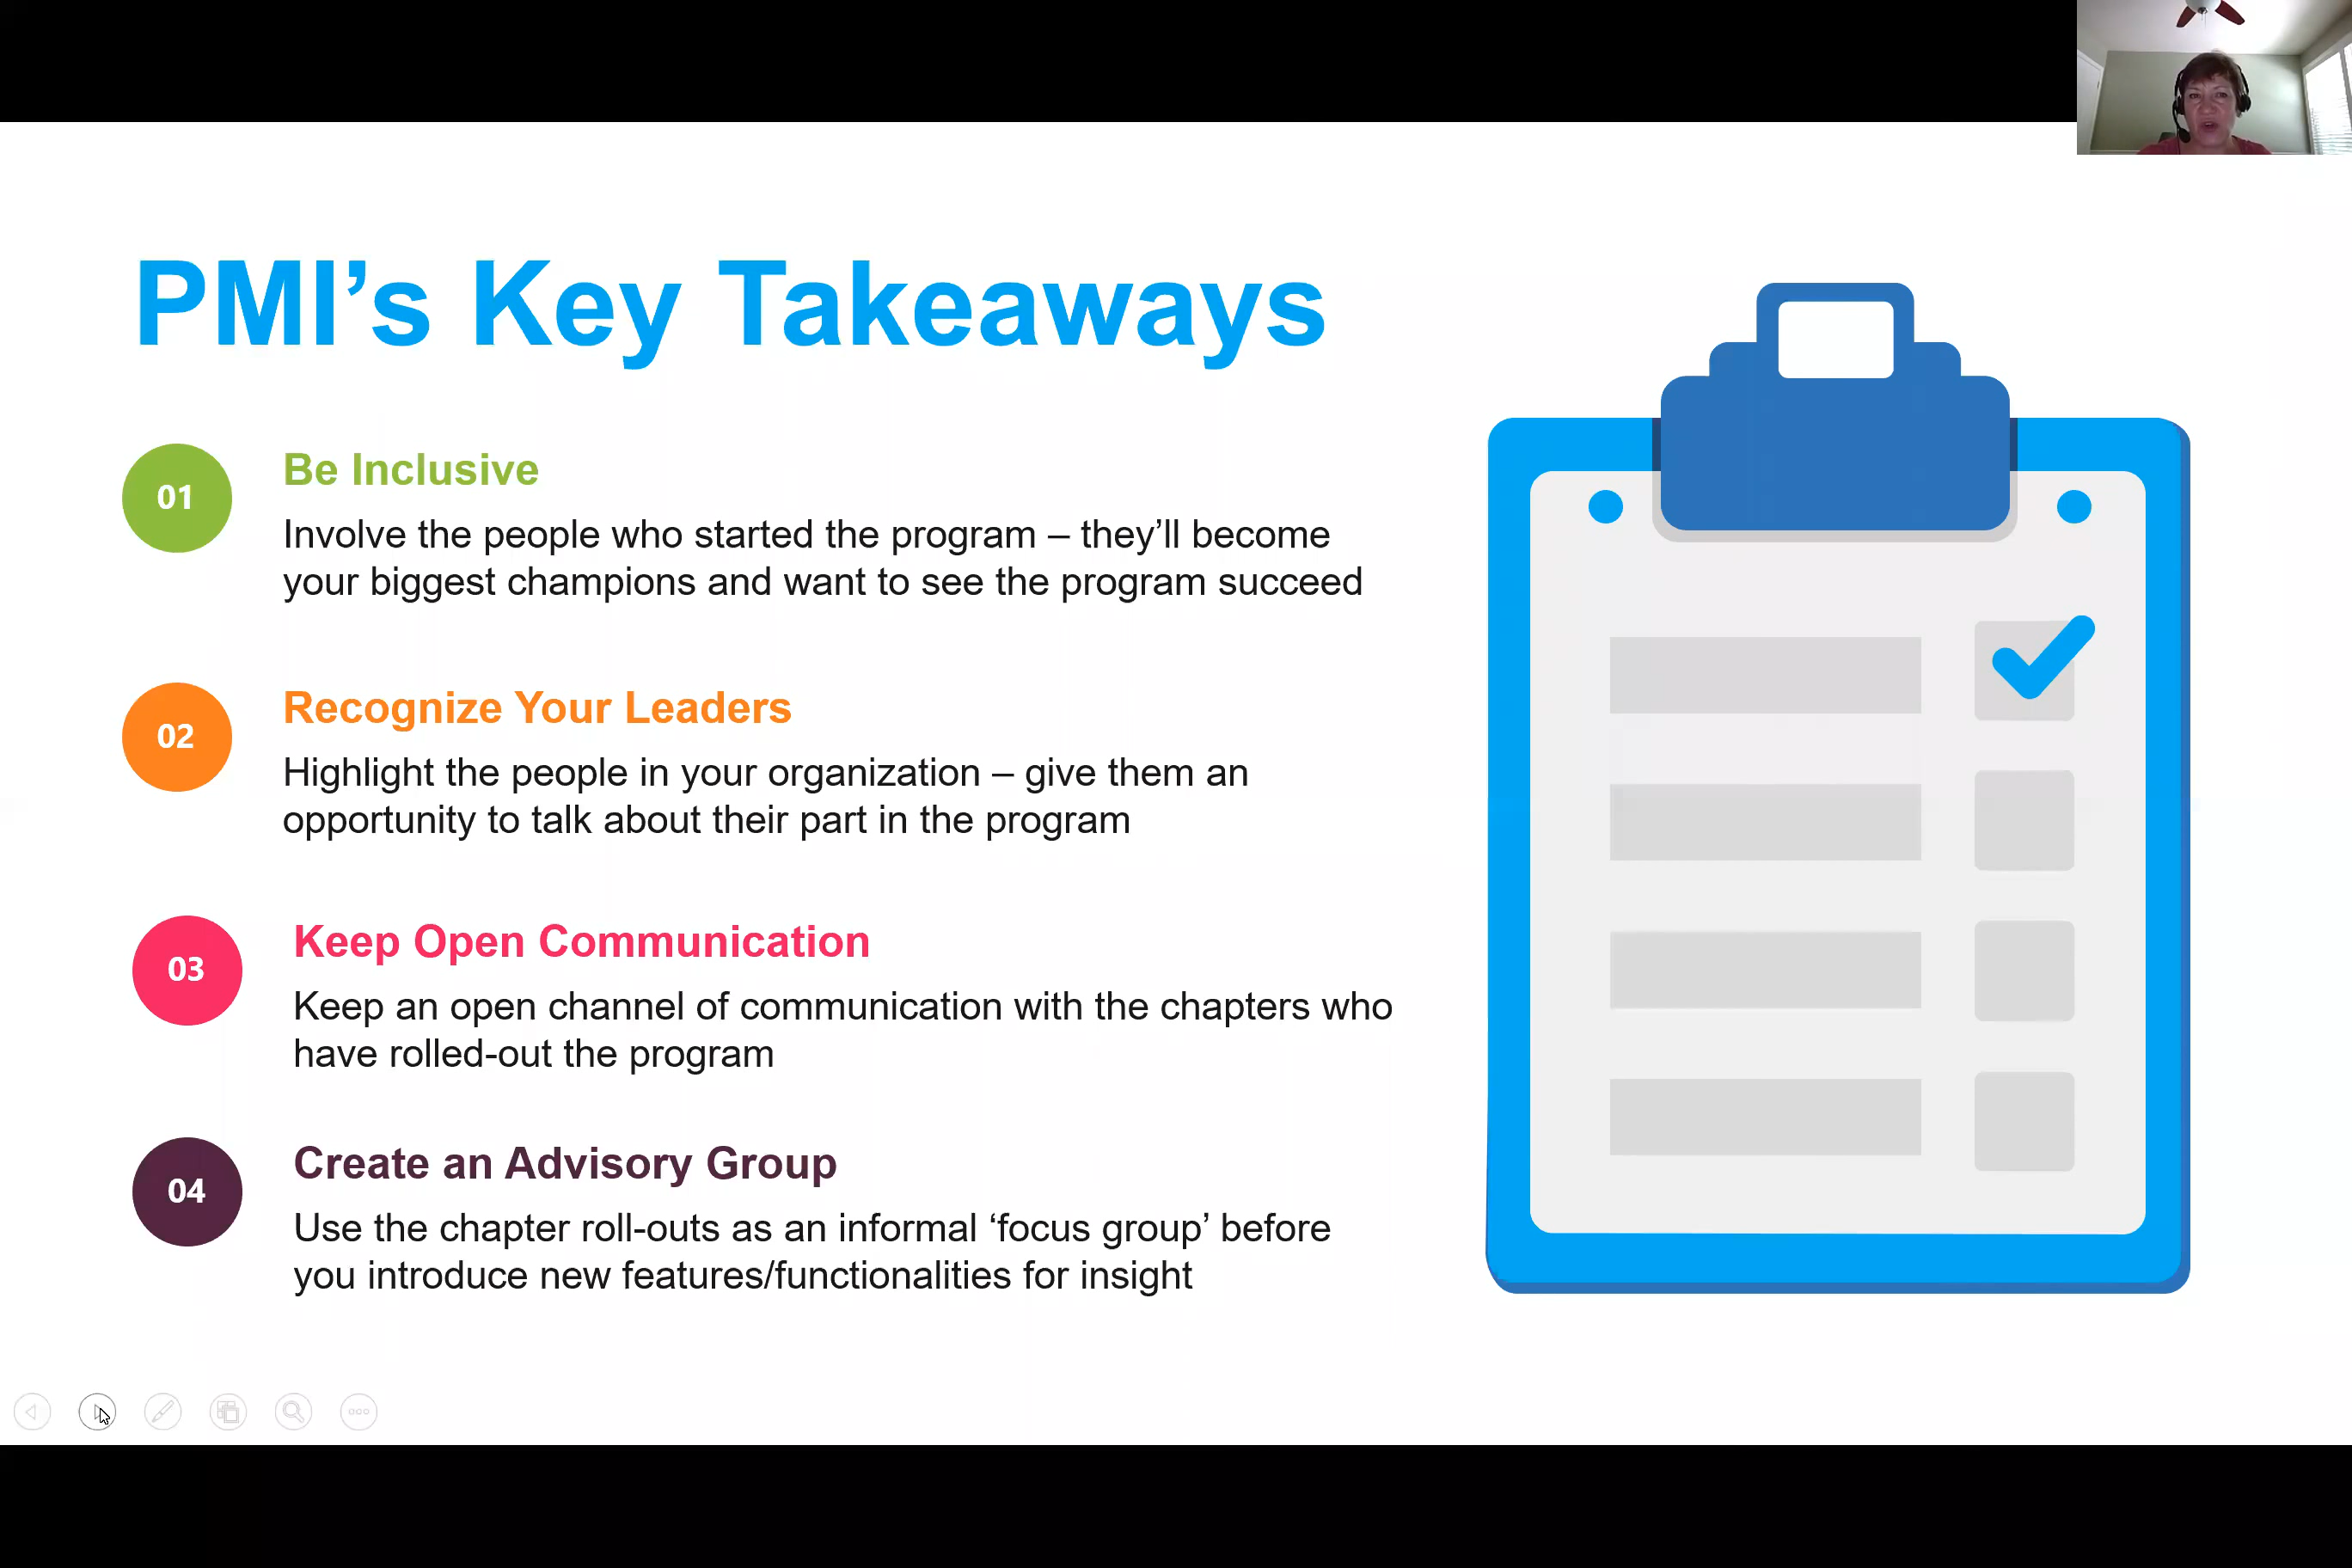 PMI’s Key Takeaways
01
Be Inclusive
Involve the people who started the program – they’ll become
your biggest champions and want to see the program succeed
02
Recognize Your Leaders
Highlight the people in your organization – give them an
opportunity to talk about their part in the program
03
Keep Open Communication
Keep an open channel of communication with the chapters who
have rolled-out the program
04
Create an Advisory Group
Use the chapter roll-outs as an informal ‘focus group’ before
you introduce new features/functionalities for insight